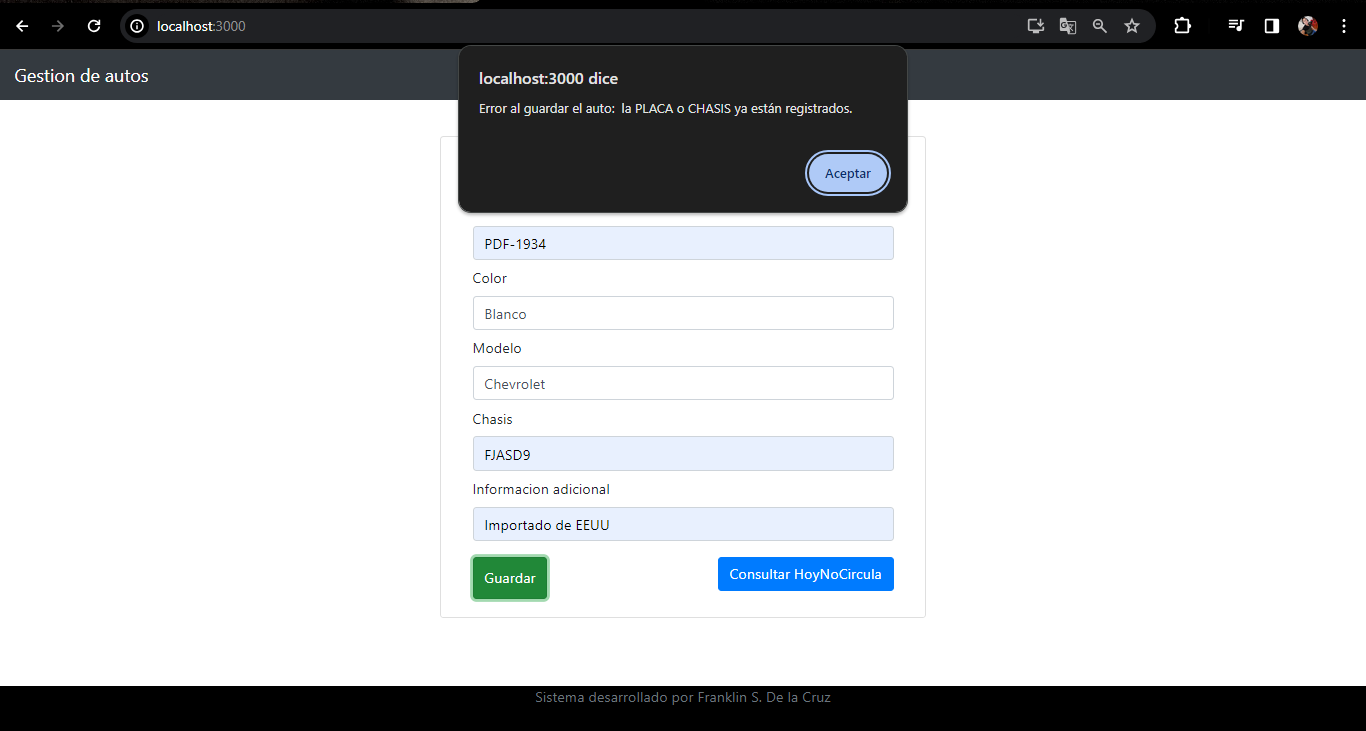 localhost:3000
Gestion de autos
localhost:3000 dice
Error al guardar el auto:  la PLACA o CHASIS ya están registrados.
Aceptar
PDF-1934
Color
Blanco
Modelo
Chevrolet
Chasis
FJASD9
Informacion adicional
Importado de EEUU
Guardar
Consultar HoyNoCircula
Sistema desarrollado por Franklin S. De la Cruz